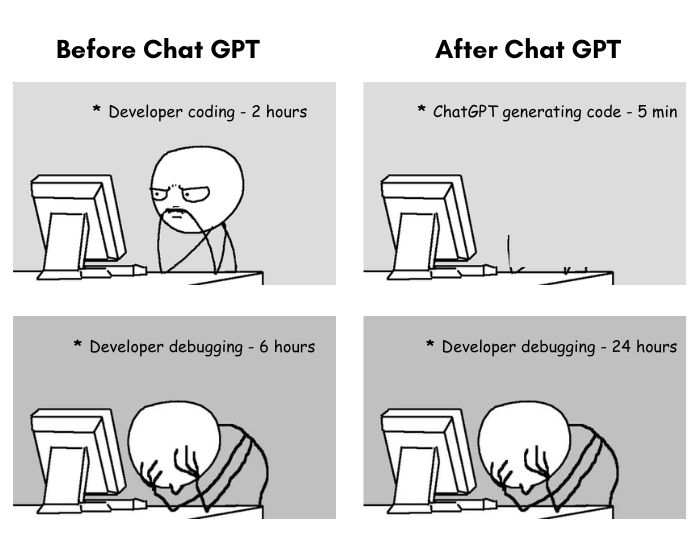 Before Chat GPT
After Chat GPT
* Developer coding - 2 hours
* ChatGPT generating code - 5 min
* Developer debugging - 6 hours
* Developer debugging - 24 hours